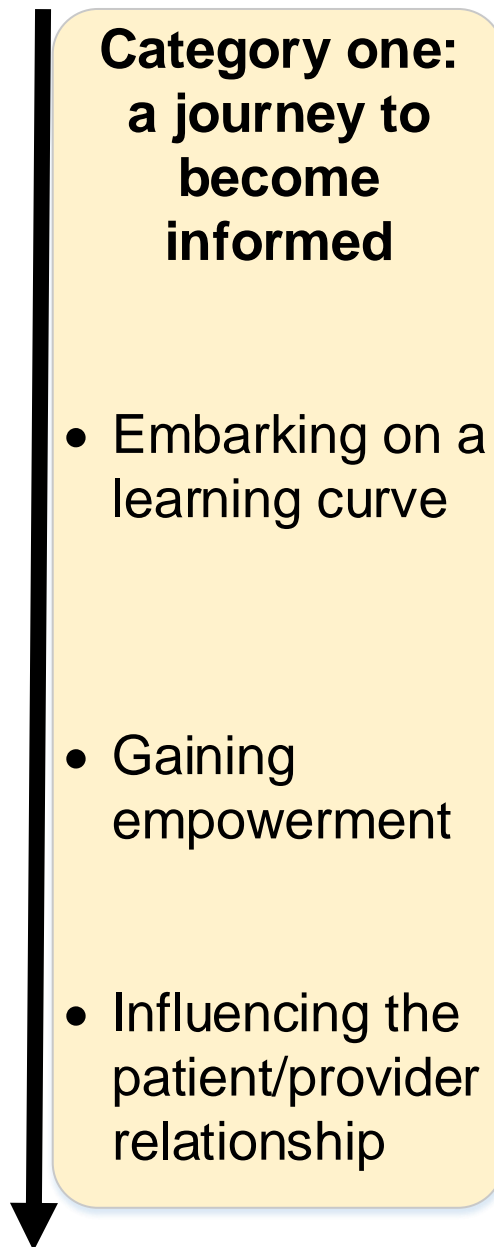 Category one:
a journey to
become
informed
• Embarking on a
learning curve
• Gaining
empowerment
• Influencing the
patient/provider
relationship